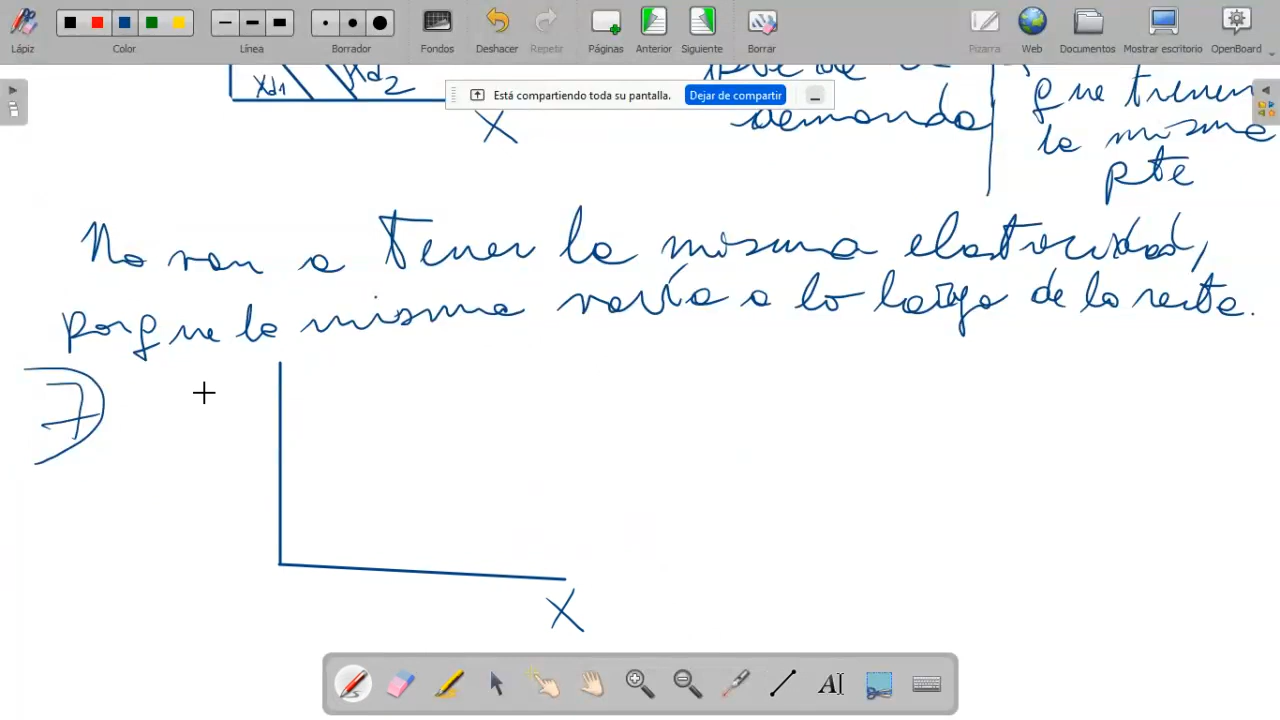 Lápiz Color Línea Borrador Fondos Deshacer Repetir Páginas Anterior Siguiente Borrar Pizarra Web Documentos Mostrar escritorio OpenBoard
Xd1 Xd2
Está compartiendo toda su pantalla. Dejar de compartir
X
demanda
que tienen
la misma
pte
No van a tener la misma elasticidad,
porque la misma varía a lo largo de la recta.
7)
X
AI